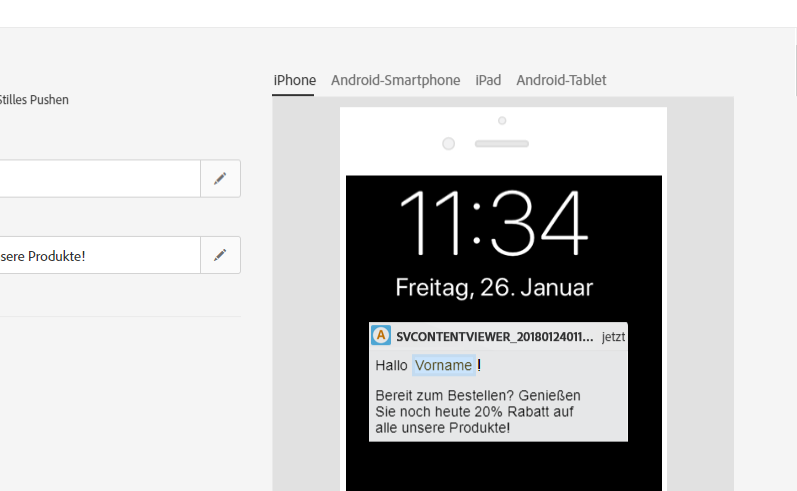 iPhone Android-Smartphone iPad Android-Tablet
Stilles Pushen
nsere Produkte!
11:34
Freitag, 26. Januar
A SVCONTENTVIEWER_20180124011... jetzt
Hallo Vorname !
Bereit zum Bestellen? Genießen
Sie noch heute 20% Rabatt auf
alle unsere Produkte!